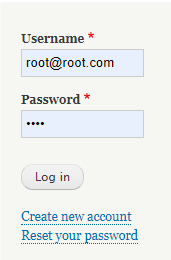 Username *
root@root.com
Password *
••••
Log in
Create new account
Reset your password